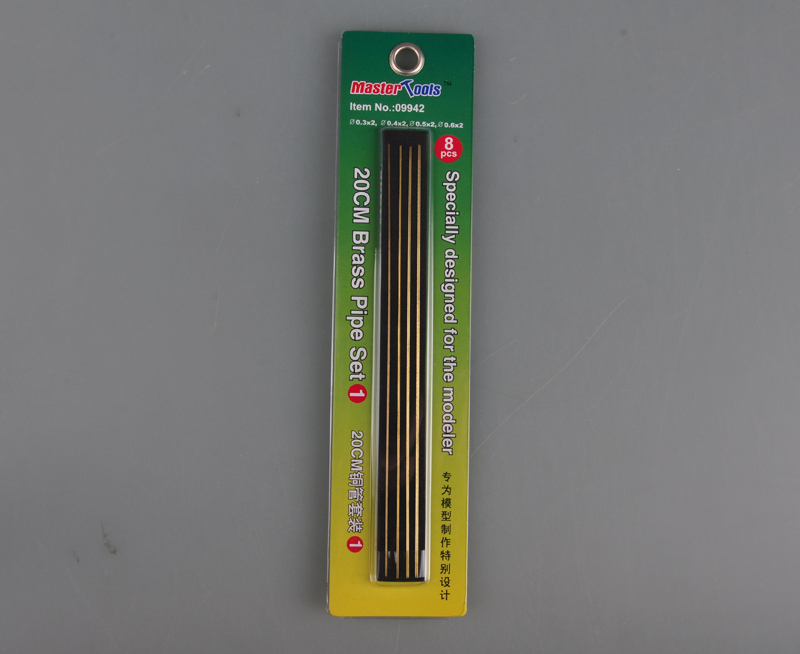 Master Tools™
Item No.:09942
Ø0.3x2, Ø0.4x2, Ø0.5x2, Ø0.6x2
8
pcs
Specially designed for the modeler
20CM Brass Pipe Set 1
20CM铜管套装 1
专为模型制作特别设计